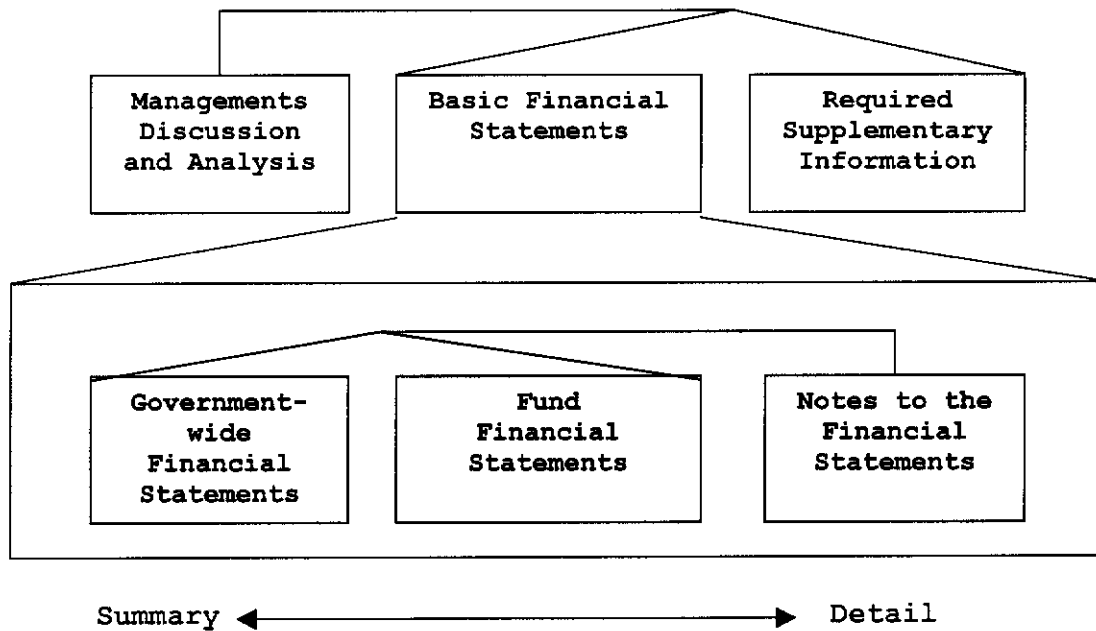 Managements
Discussion
and Analysis
Basic Financial
Statements
Required
Supplementary
Information
Government-
wide
Financial
Statements
Fund
Financial
Statements
Notes to the
Financial
Statements
Summary
Detail